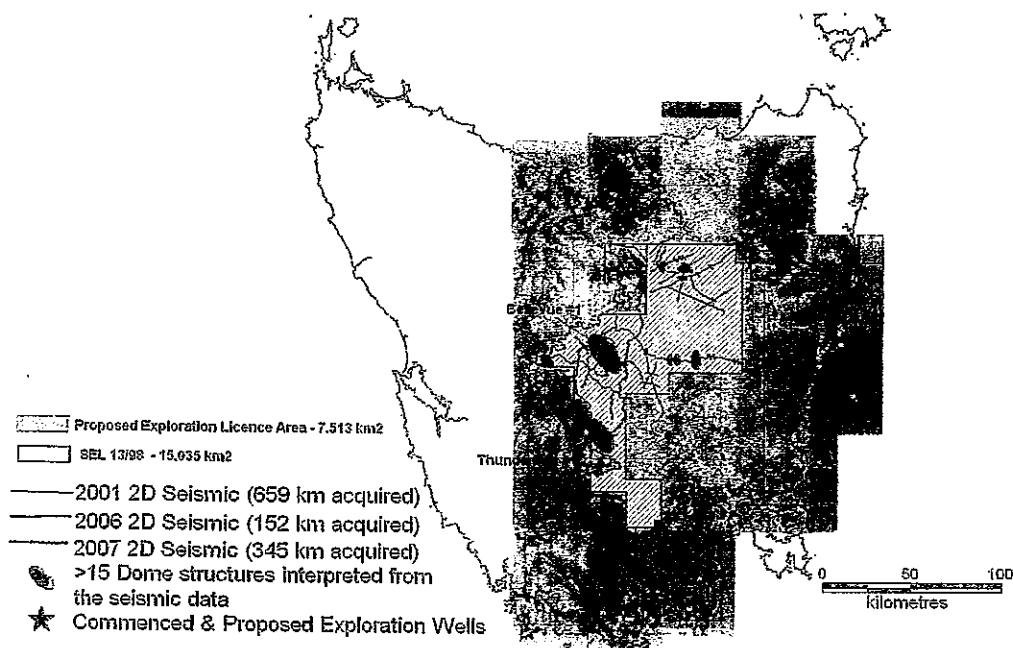 Proposed Exploration Licence Area - 7.513 km2
SEL 13/98 - 15.035 km2
2001 2D Seismic (659 km acquired)
2006 2D Seismic (152 km acquired)
2007 2D Seismic (345 km acquired)
>15 Dome structures interpreted from
the seismic data
Commenced & Proposed Exploration Wells
0 50 100
kilometres